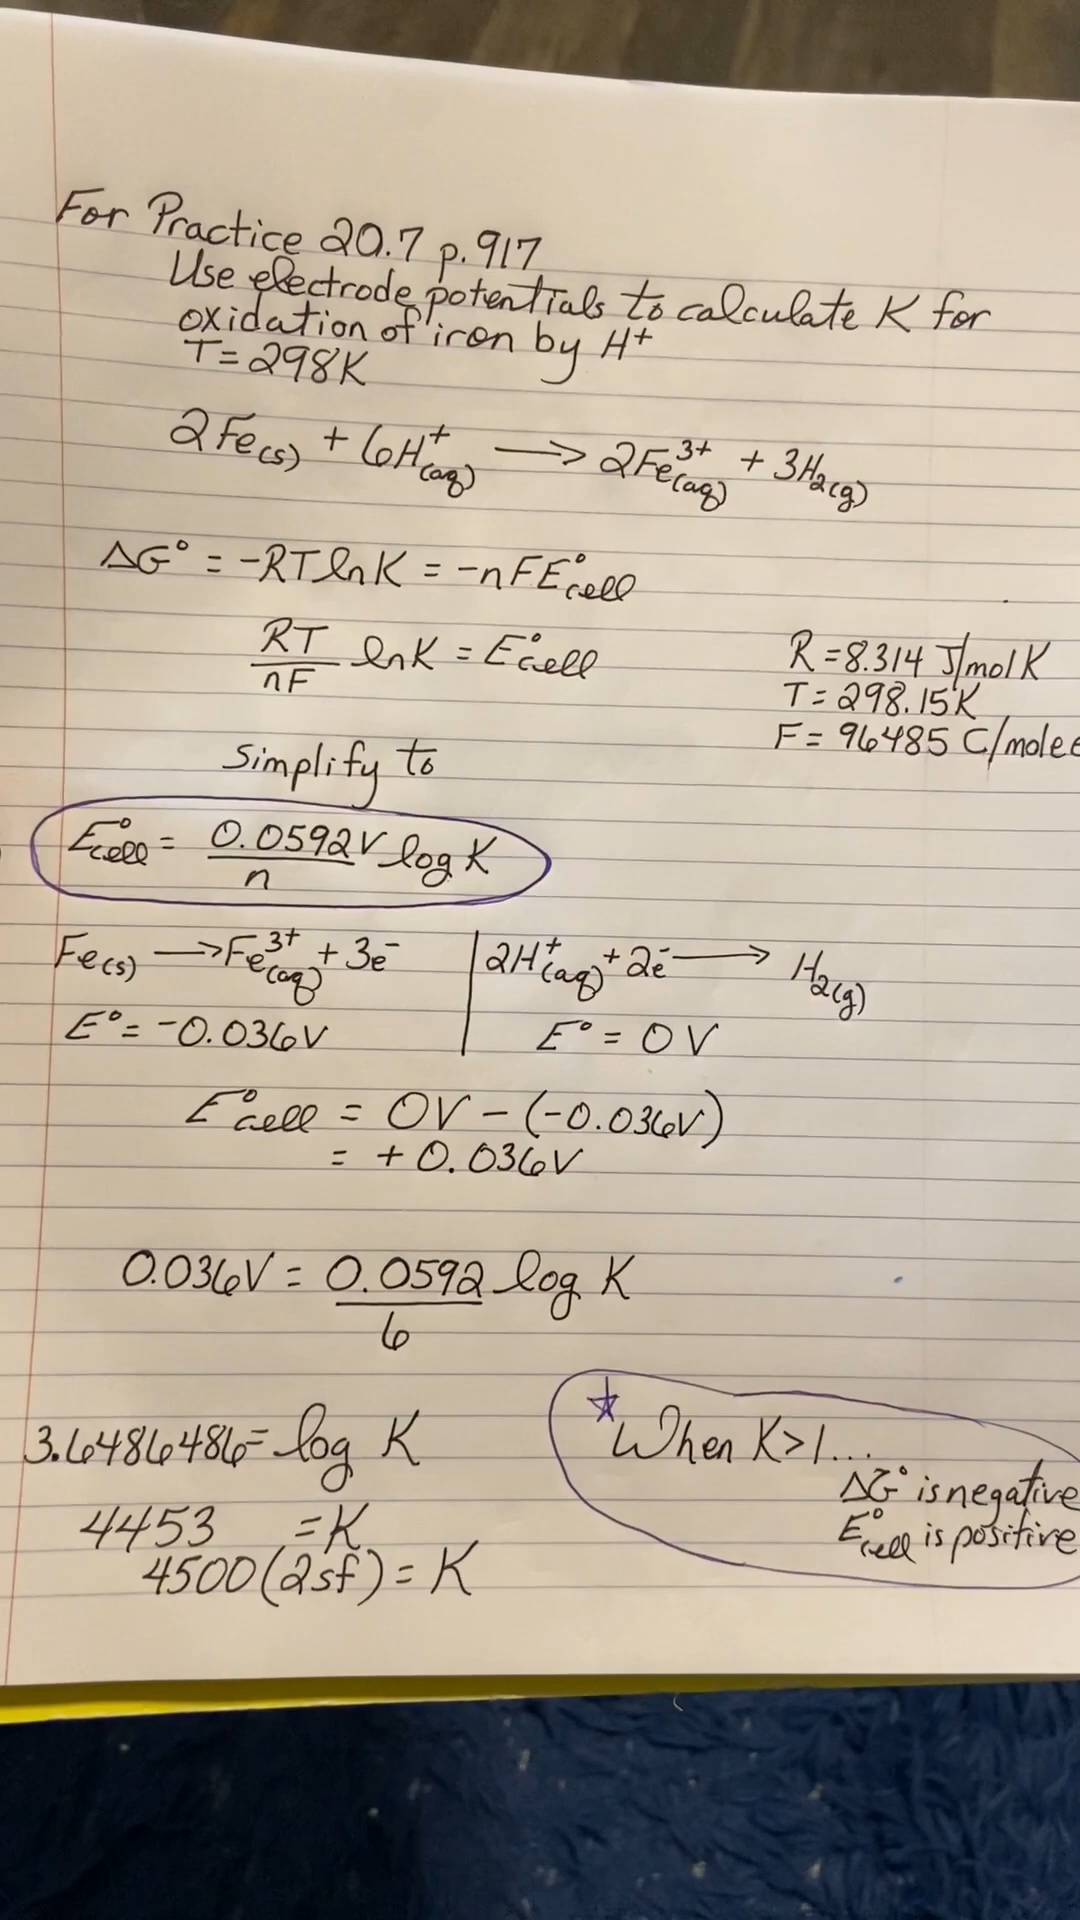 For Practice 20.7 p.917
Use electrode potentials to calculate K for
oxidation of iron by H⁺
T = 298K
2Fe(s) + 6H⁺(aq) → 2Fe³⁺(aq) + 3H₂(g)
ΔG° = -RT ln K = -nFE°cell
RT/nF ln K = E°cell
R = 8.314 J/mol K
T = 298.15K
F = 96485 C/mole e
Simplify to
E°cell = 0.0592V/n log K
Fe(s) → Fe³⁺(aq) + 3e⁻ | 2H⁺(aq) + 2e⁻ → H₂(g)
E° = -0.036V | E° = 0V
E°cell = 0V - (-0.036V)
= +0.036V
0.036V = 0.0592/6 log K
3.6486486 = log K
4453 = K
4500 (2sf) = K
☆ When K>1...
ΔG° is negative
E°cell is positive